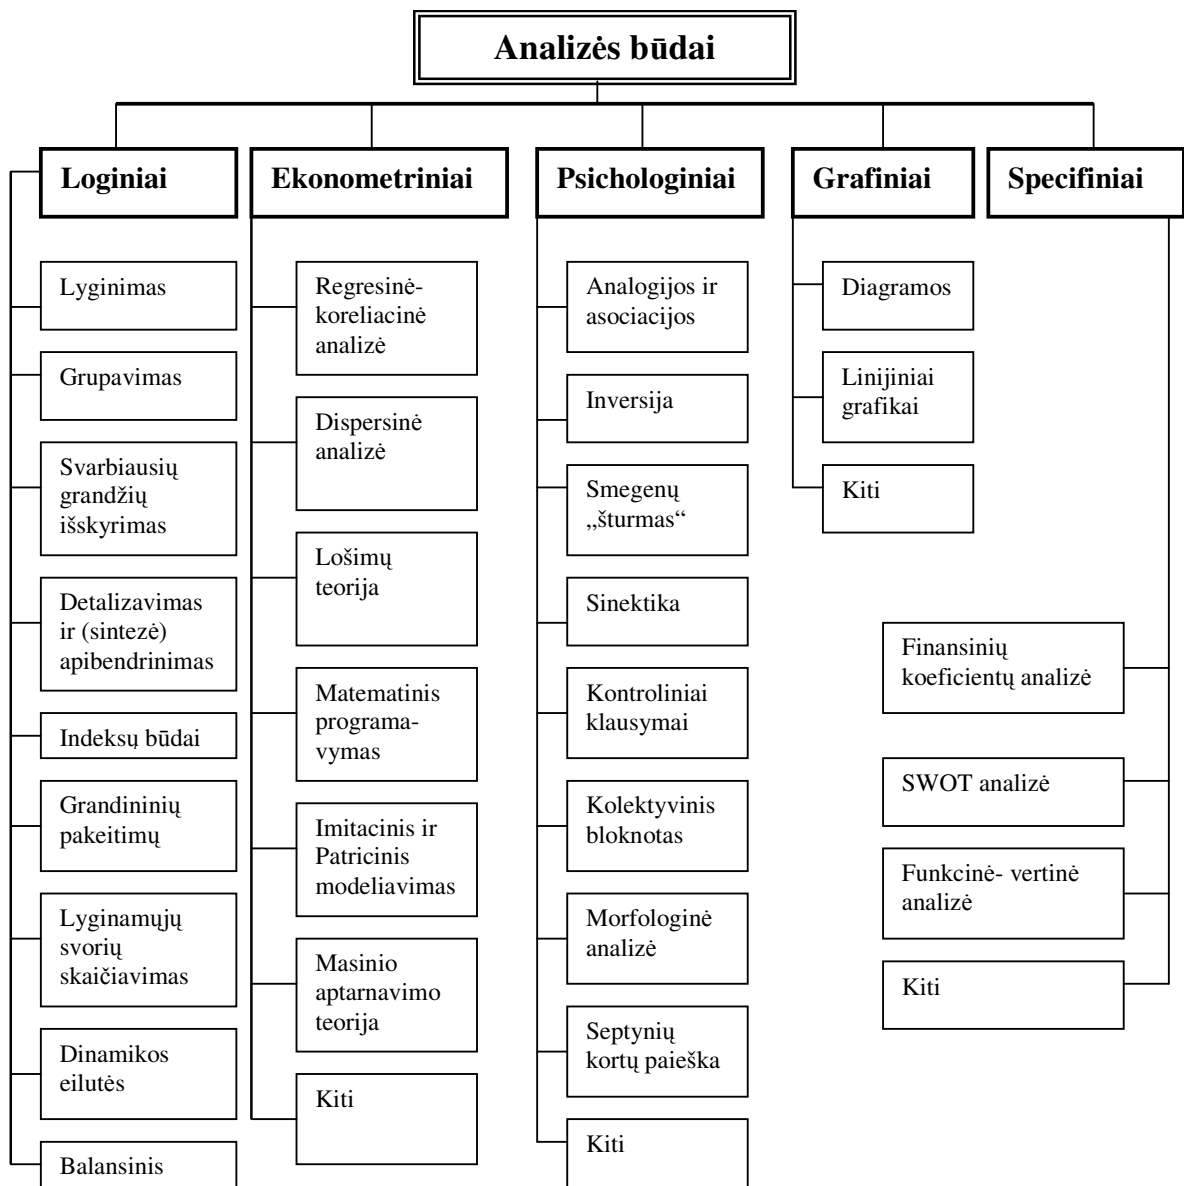 Analizės būdai
Loginiai
Lyginimas
Grupavimas
Svarbiausių
grandžių
išskyrimas
Detalizavimas
ir (sintezė)
apibendrinimas
Indeksų būdai
Grandininių
pakeitimų
Lyginamųjų
svorių
skaičiavimas
Dinamikos
eilutės
Balansinis
Ekonometriniai
Regresinė-
koreliacinė
analizė
Dispersinė
analizė
Lošimų
teorija
Matematinis
programa-
vymas
Imitacinis ir
Patricinis
modeliavimas
Masinio
aptarnavimo
teorija
Kiti
Psichologiniai
Analogijos ir
asociacijos
Inversija
Smegenų
„šturmas“
Sinektika
Kontroliniai
klausymai
Kolektyvinis
bloknotas
Morfologinė
analizė
Septynių
kortų paieška
Kiti
Grafiniai
Diagramos
Linijiniai
grafikai
Kiti
Specifiniai
Finansinių
koeficientų analizė
SWOT analizė
Funkcinė- vertinė
analizė
Kiti